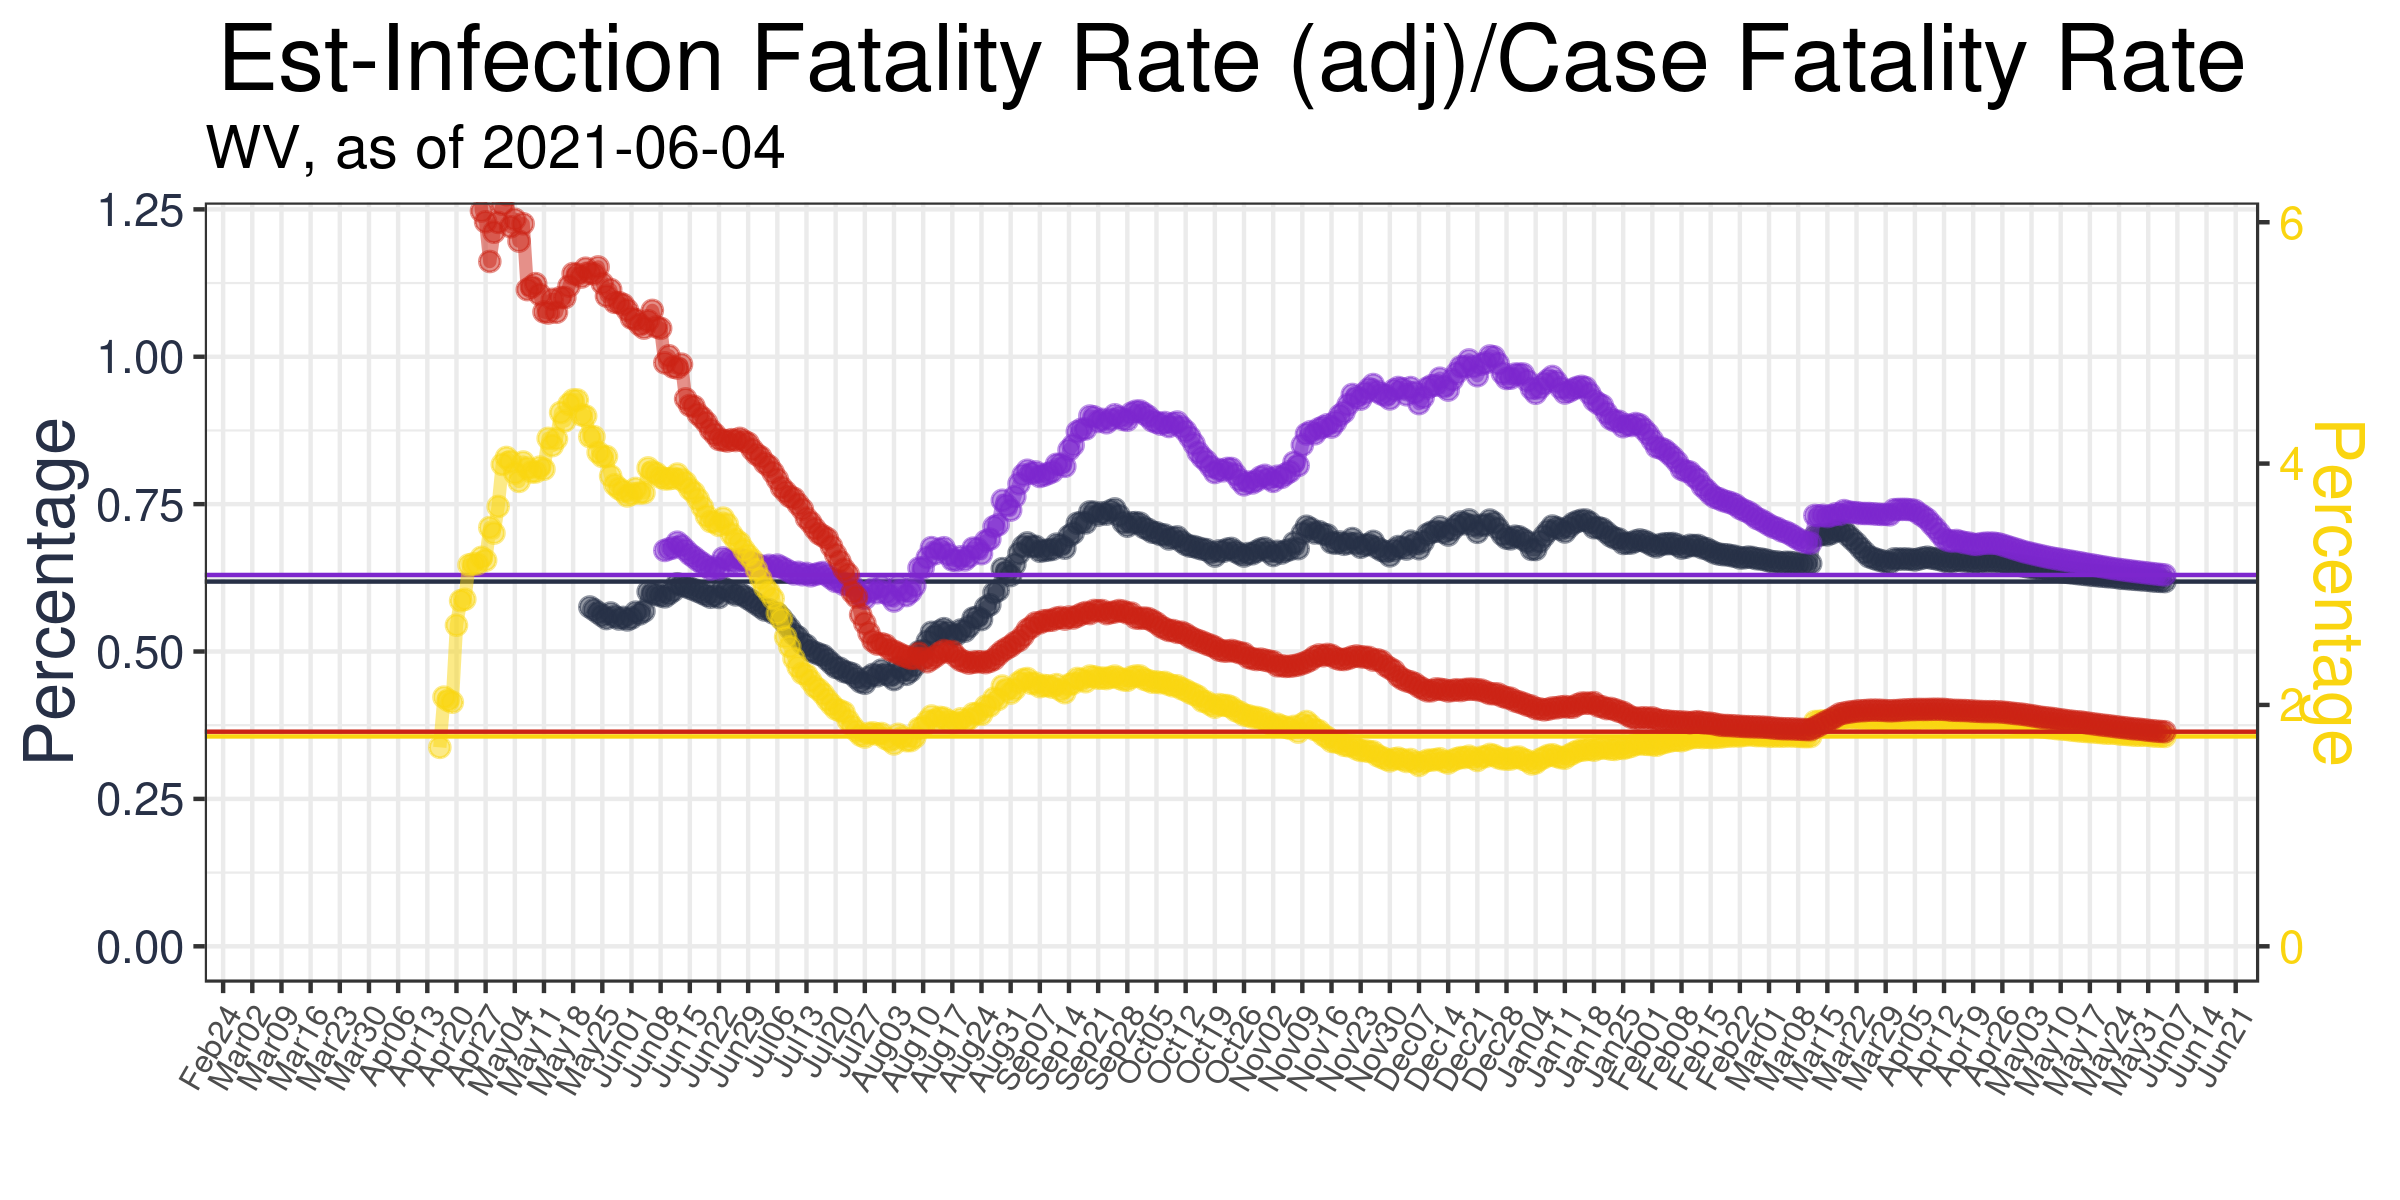 Est-Infection Fatality Rate (adj)/Case Fatality Rate
WV, as of 2021-06-04
Percentage
1.25
1.00
0.75
0.50
0.25
0.00
6
4
2
0
Percentage
Feb24
Mar02
Mar09
Mar16
Mar23
Mar30
Apr06
Apr13
Apr20
Apr27
May04
May11
May18
May25
Jun01
Jun08
Jun15
Jun22
Jun29
Jul06
Jul13
Jul20
Jul27
Aug03
Aug10
Aug17
Aug24
Aug31
Sep07
Sep14
Sep21
Sep28
Oct05
Oct12
Oct19
Oct26
Nov02
Nov09
Nov16
Nov23
Nov30
Dec07
Dec14
Dec21
Dec28
Jan04
Jan11
Jan18
Jan25
Feb01
Feb08
Feb15
Feb22
Mar01
Mar08
Mar15
Mar22
Mar29
Apr05
Apr12
Apr19
Apr26
May03
May10
May17
May24
May31
Jun07
Jun14
Jun21